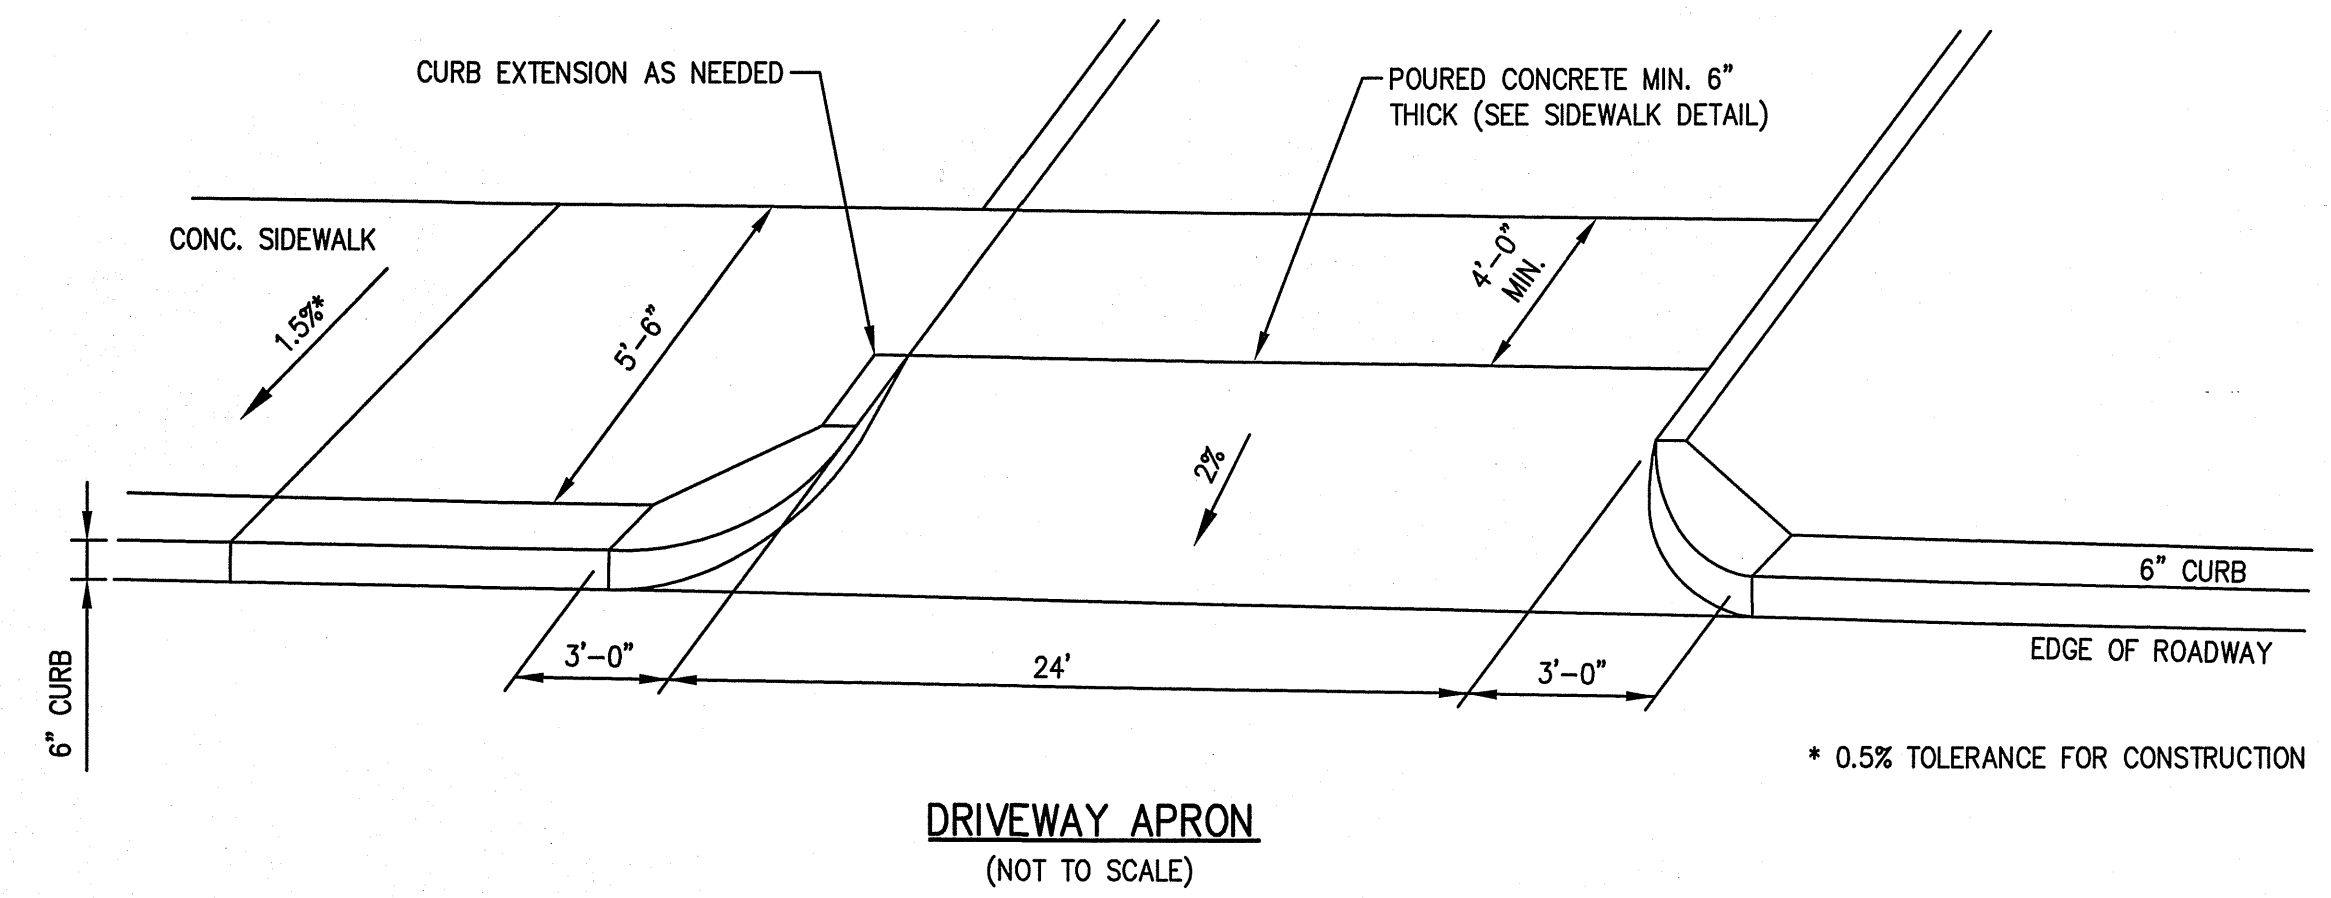 CURB EXTENSION AS NEEDED
POURED CONCRETE MIN. 6"
THICK (SEE SIDEWALK DETAIL)
CONC. SIDEWALK
1.5%*
5'-6"
4'-0"
MIN.
2%
6" CURB
6" CURB
EDGE OF ROADWAY
3'-0"
24'
3'-0"
* 0.5% TOLERANCE FOR CONSTRUCTION
DRIVEWAY APRON
(NOT TO SCALE)